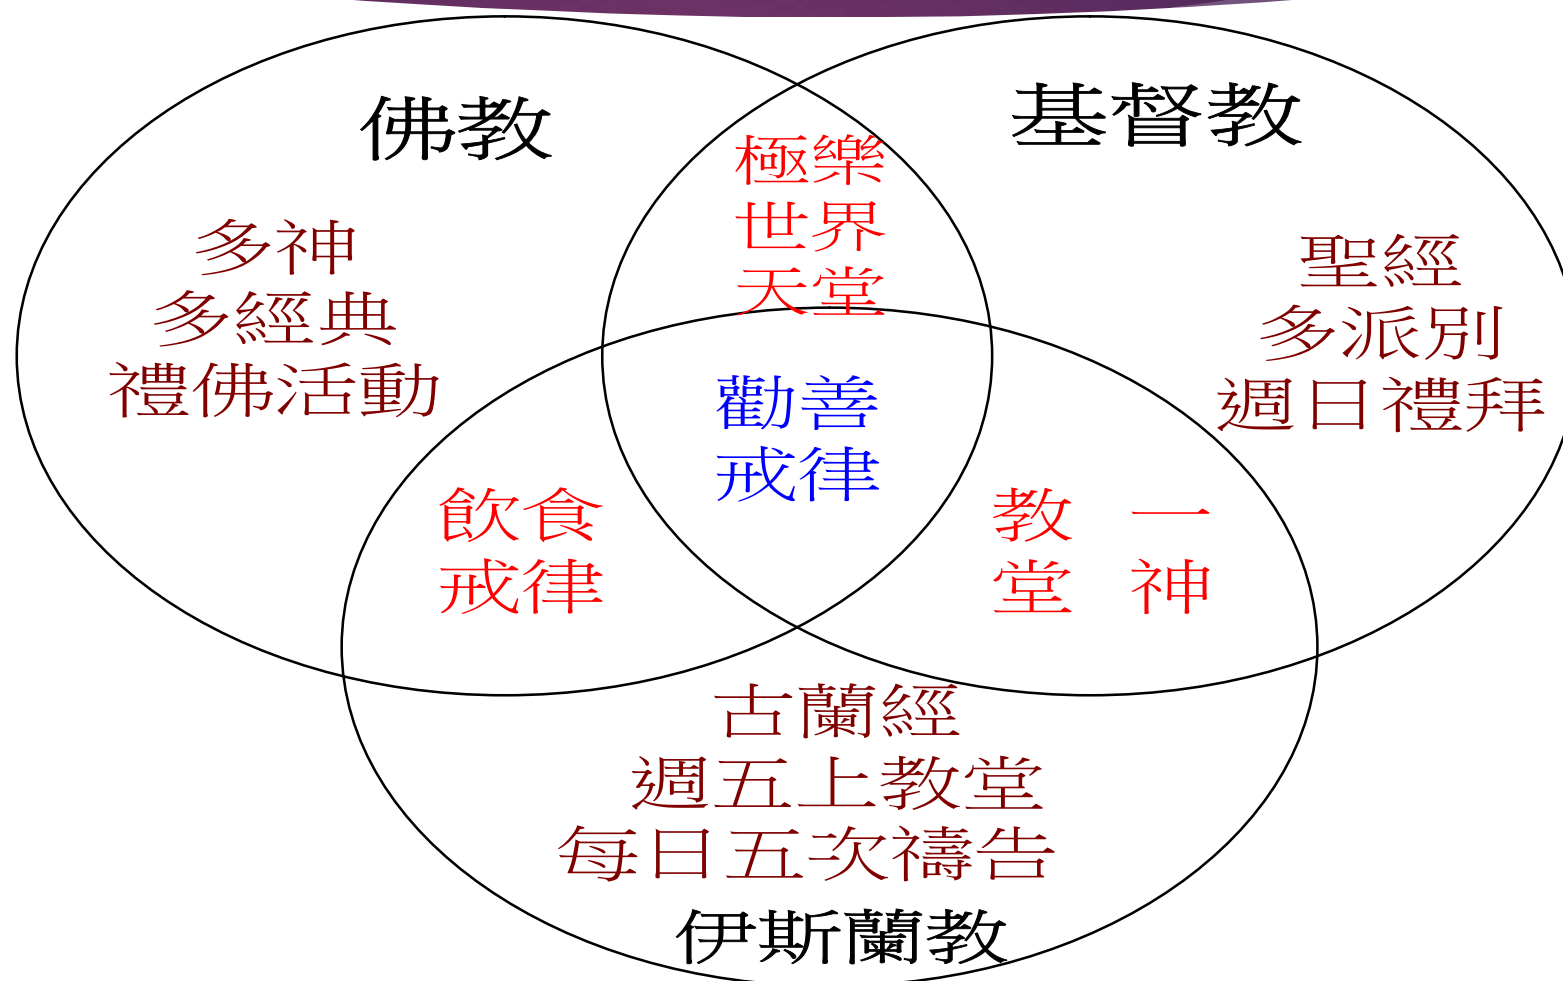 佛教
基督教
極樂
世界
天堂
多神
多經典
禮佛活動
聖經
多派別
週日禮拜
勸善
戒律
飲食
戒律
教 一
堂 神
古蘭經
週五上教堂
每日五次禱告
伊斯蘭教